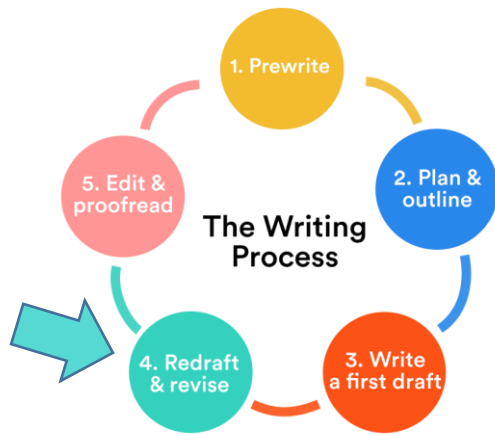 1. Prewrite
2. Plan &
outline
3. Write
a first draft
4. Redraft
& revise
5. Edit &
proofread
The Writing
Process